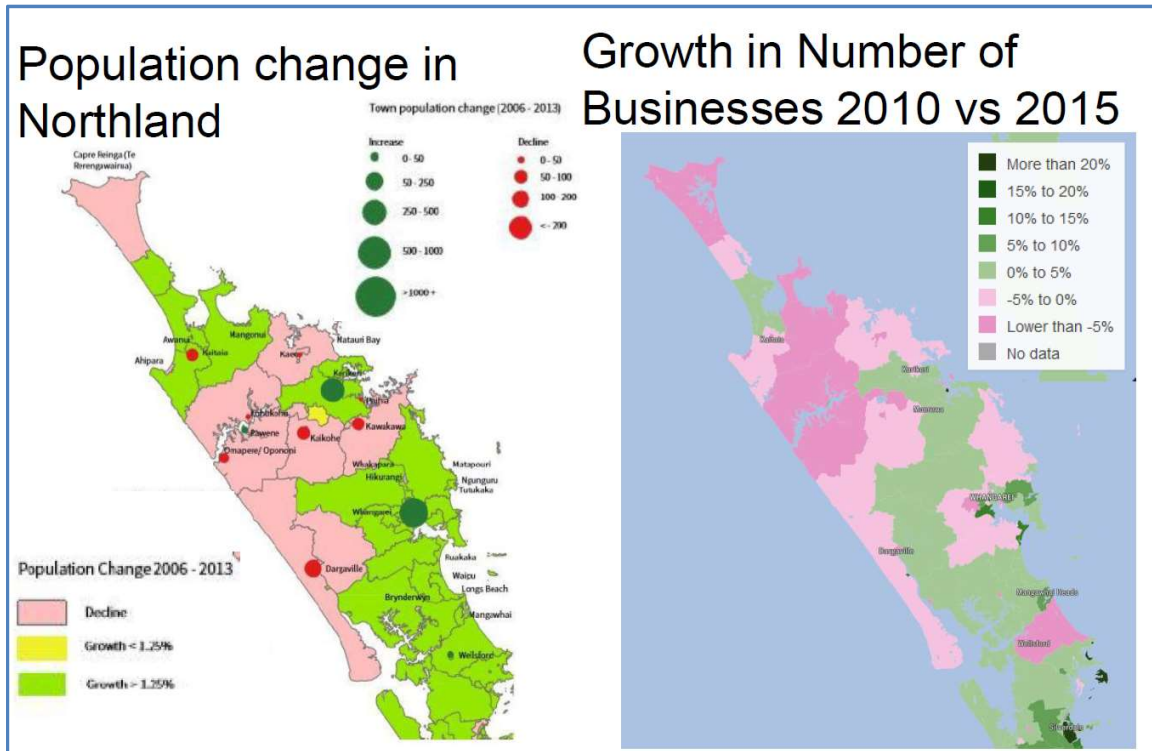 Population change in
Northland
Town population change (2006 - 2013)
Increase
0 - 50
50 - 250
250 - 500
500 - 1000
>1000 +
Decline
0 - 50
50 - 100
100 - 200
< - 200
Capre Reinga (Te
Rerengawairua)
Awanui
Kaitaia
Ahipara
Mangonui
Kaeo
Matauri Bay
Kerikeri
Paihia
Kohukohu
Rawene
Omapere/ Opononi
Kaikohe
Kawakawa
Whakapara
Hikurangi
Matapouri
Ngunguru
Tutukaka
Whangarei
Dargaville
Ruakaka
Waipu
Longs Beach
Brynderwyn
Mangawhai
Wellsford
Population Change 2006 - 2013
Decline
Growth < 1.25%
Growth > 1.25%
Growth in Number of
Businesses 2010 vs 2015
More than 20%
15% to 20%
10% to 15%
5% to 10%
0% to 5%
-5% to 0%
Lower than -5%
No data
Kaitaia
Kerikeri
Moerewa
WHANGAREI
Dargaville
Mangawhai Heads
Wellsford
Silverdale